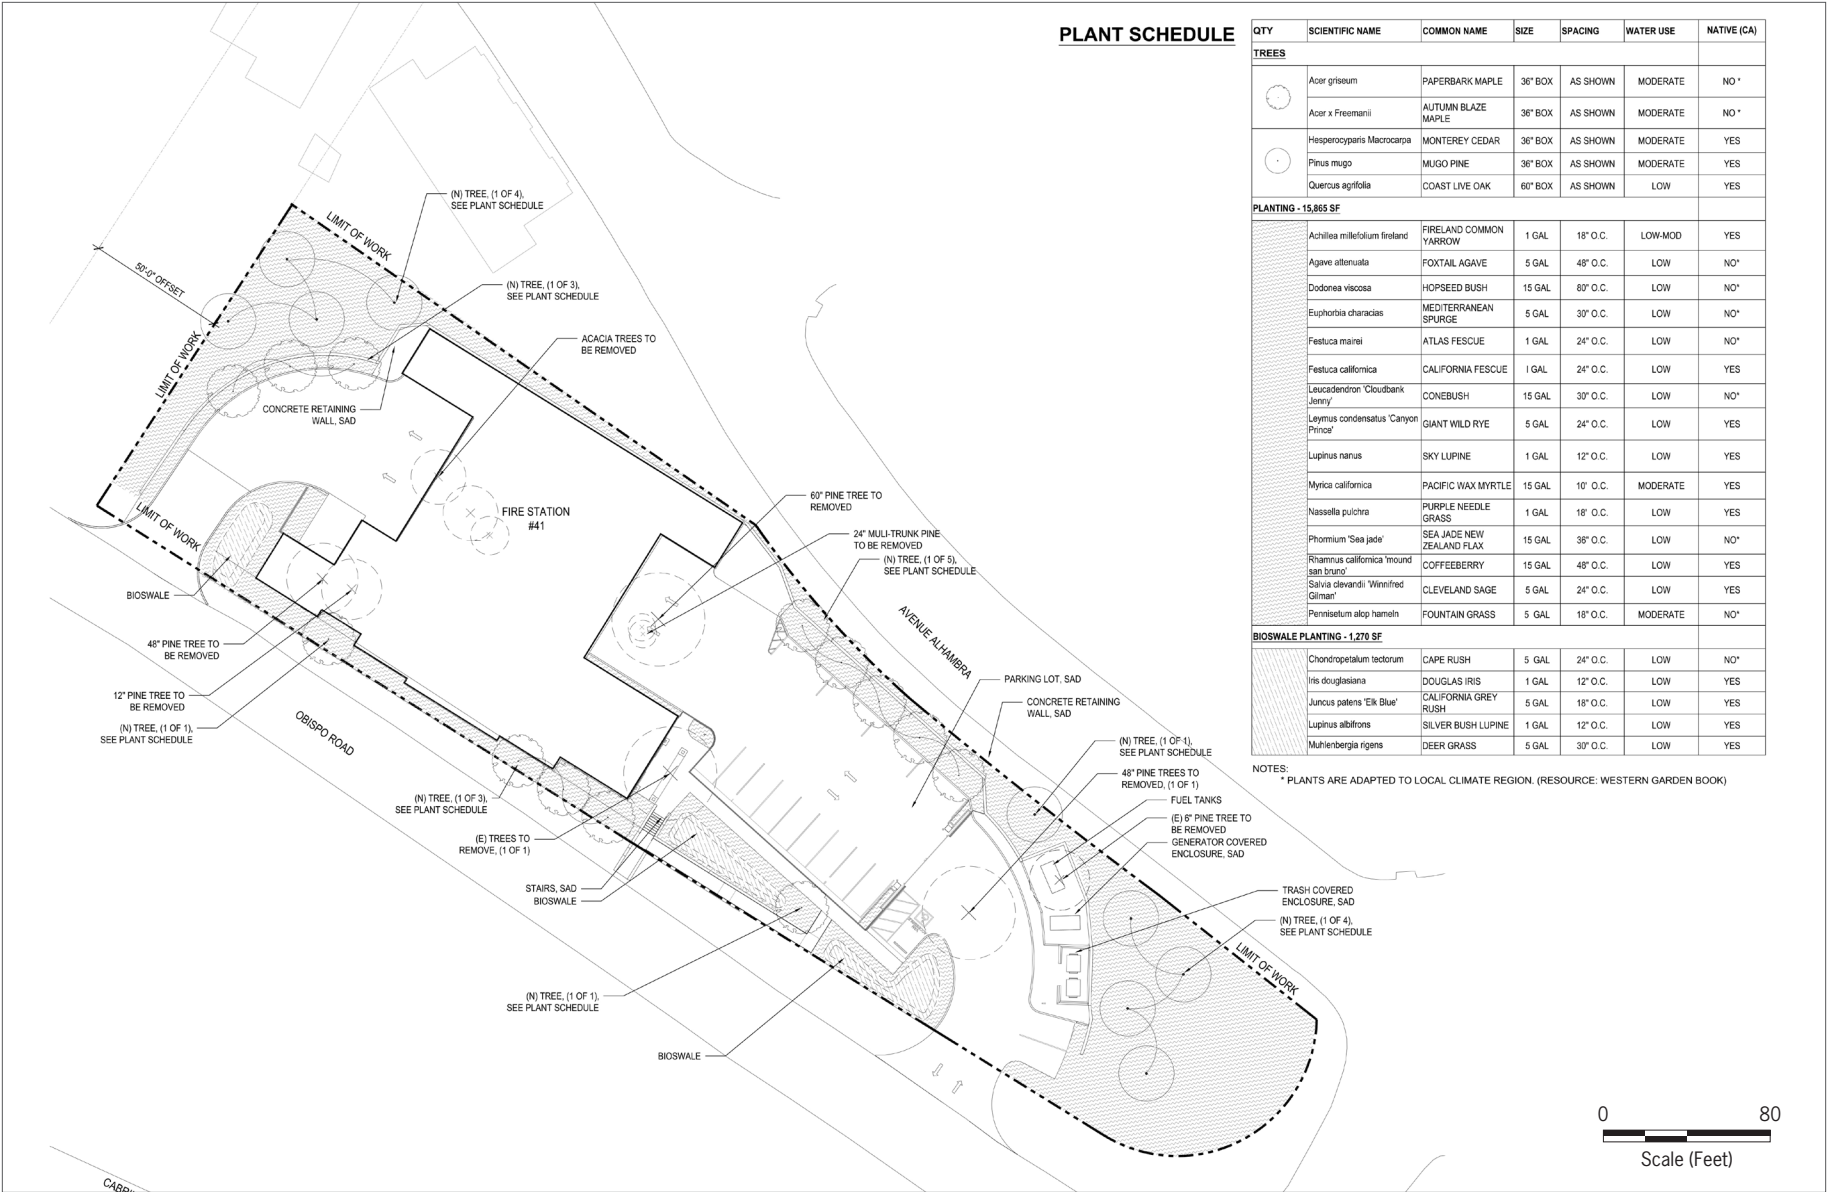 PLANT SCHEDULE
QTY SCIENTIFIC NAME COMMON NAME SIZE SPACING WATER USE NATIVE (CA)
TREES
Acer griseum PAPERBARK MAPLE 36" BOX AS SHOWN MODERATE NO *
Acer x Freemanii AUTUMN BLAZE MAPLE 36" BOX AS SHOWN MODERATE NO *
Hesperocyparis Macrocarpa MONTEREY CEDAR 36" BOX AS SHOWN MODERATE YES
Pinus mugo MUGO PINE 36" BOX AS SHOWN MODERATE YES
Quercus agrifolia COAST LIVE OAK 60" BOX AS SHOWN LOW YES
PLANTING - 15,865 SF
Achillea millefolium fireland FIRELAND COMMON YARROW 1 GAL 18" O.C. LOW-MOD YES
Agave attenuata FOXTAIL AGAVE 5 GAL 48" O.C. LOW NO*
Dodonea viscosa HOPSEED BUSH 15 GAL 80" O.C. LOW NO*
Euphorbia characias MEDITERRANEAN SPURGE 5 GAL 30" O.C. LOW NO*
Festuca mairei ATLAS FESCUE 1 GAL 24" O.C. LOW NO*
Festuca californica CALIFORNIA FESCUE I GAL 24" O.C. LOW YES
Leucadendron 'Cloudbank Jenny' CONEBUSH 15 GAL 30" O.C. LOW NO*
Leymus condensatus 'Canyon Prince' GIANT WILD RYE 5 GAL 24" O.C. LOW YES
Lupinus nanus SKY LUPINE 1 GAL 12" O.C. LOW YES
Myrica californica PACIFIC WAX MYRTLE 15 GAL 10' O.C. MODERATE YES
Nassella pulchra PURPLE NEEDLE GRASS 1 GAL 18' O.C. LOW YES
Phormium 'Sea jade' SEA JADE NEW ZEALAND FLAX 15 GAL 36" O.C. LOW NO*
Rhamnus californica 'mound san bruno' COFFEEBERRY 15 GAL 48" O.C. LOW YES
Salvia clevandii 'Winnifred Gilman' CLEVELAND SAGE 5 GAL 24" O.C. LOW YES
Pennisetum alop hameln FOUNTAIN GRASS 5 GAL 18" O.C. MODERATE NO*
BIOSWALE PLANTING - 1,270 SF
Chondropetalum tectorum CAPE RUSH 5 GAL 24" O.C. LOW NO*
Iris douglasiana DOUGLAS IRIS 1 GAL 12" O.C. LOW YES
Juncus patens 'Elk Blue' CALIFORNIA GREY RUSH 5 GAL 18" O.C. LOW YES
Lupinus albifrons SILVER BUSH LUPINE 1 GAL 12" O.C. LOW YES
Muhlenbergia rigens DEER GRASS 5 GAL 30" O.C. LOW YES
NOTES:
* PLANTS ARE ADAPTED TO LOCAL CLIMATE REGION. (RESOURCE: WESTERN GARDEN BOOK)
(N) TREE, (1 OF 4),
SEE PLANT SCHEDULE
LIMIT OF WORK
50'-0" OFFSET
(N) TREE, (1 OF 3),
SEE PLANT SCHEDULE
LIMIT OF WORK
ACACIA TREES TO
BE REMOVED
CONCRETE RETAINING
WALL, SAD
LIMIT OF WORK
FIRE STATION
#41
60" PINE TREE TO
REMOVED
24" MULI-TRUNK PINE
TO BE REMOVED
(N) TREE, (1 OF 5),
SEE PLANT SCHEDULE
BIOSWALE
AVENUE ALHAMBRA
48" PINE TREE TO
BE REMOVED
12" PINE TREE TO
BE REMOVED
(N) TREE, (1 OF 1),
SEE PLANT SCHEDULE
OBISPO ROAD
PARKING LOT, SAD
CONCRETE RETAINING
WALL, SAD
(N) TREE, (1 OF 1),
SEE PLANT SCHEDULE
48" PINE TREES TO
REMOVED, (1 OF 1)
FUEL TANKS
(E) 6" PINE TREE TO
BE REMOVED
GENERATOR COVERED
ENCLOSURE, SAD
(N) TREE, (1 OF 3),
SEE PLANT SCHEDULE
(E) TREES TO
REMOVE, (1 OF 1)
STAIRS, SAD
BIOSWALE
TRASH COVERED
ENCLOSURE, SAD
(N) TREE, (1 OF 4),
SEE PLANT SCHEDULE
LIMIT OF WORK
(N) TREE, (1 OF 1),
SEE PLANT SCHEDULE
BIOSWALE
0 80
Scale (Feet)